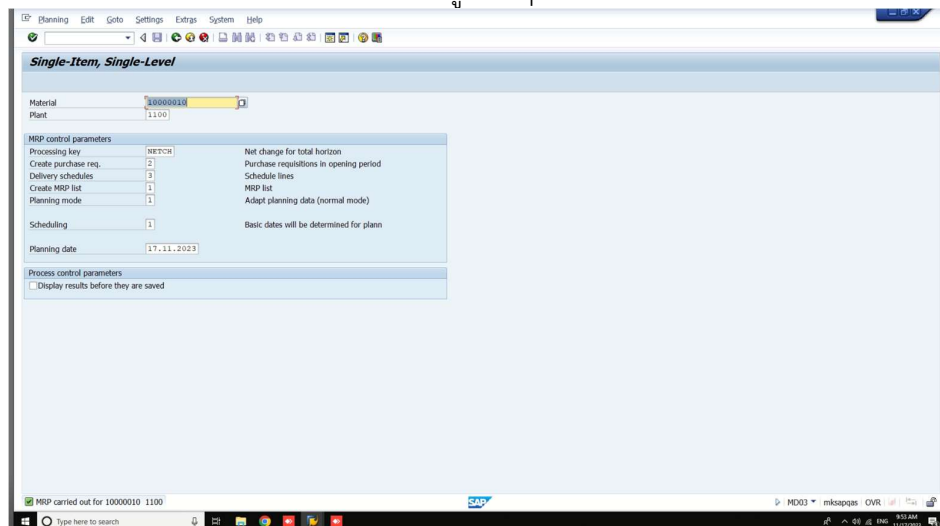 Planning Edit Goto Settings Extras System Help
Single-Item, Single-Level
Material 10000010
Plant 1100
MRP control parameters
Processing key NETCH Net change for total horizon
Create purchase req. 2 Purchase requisitions in opening period
Delivery schedules 3 Schedule lines
Create MRP list 1 MRP list
Planning mode 1 Adapt planning data (normal mode)
Scheduling 1 Basic dates will be determined for plann
Planning date 17.11.2023
Process control parameters
Display results before they are saved
MRP carried out for 10000010 1100 SAP MD03 mksapqas OVR
Type here to search ENG 9:53 AM
11/17/2023